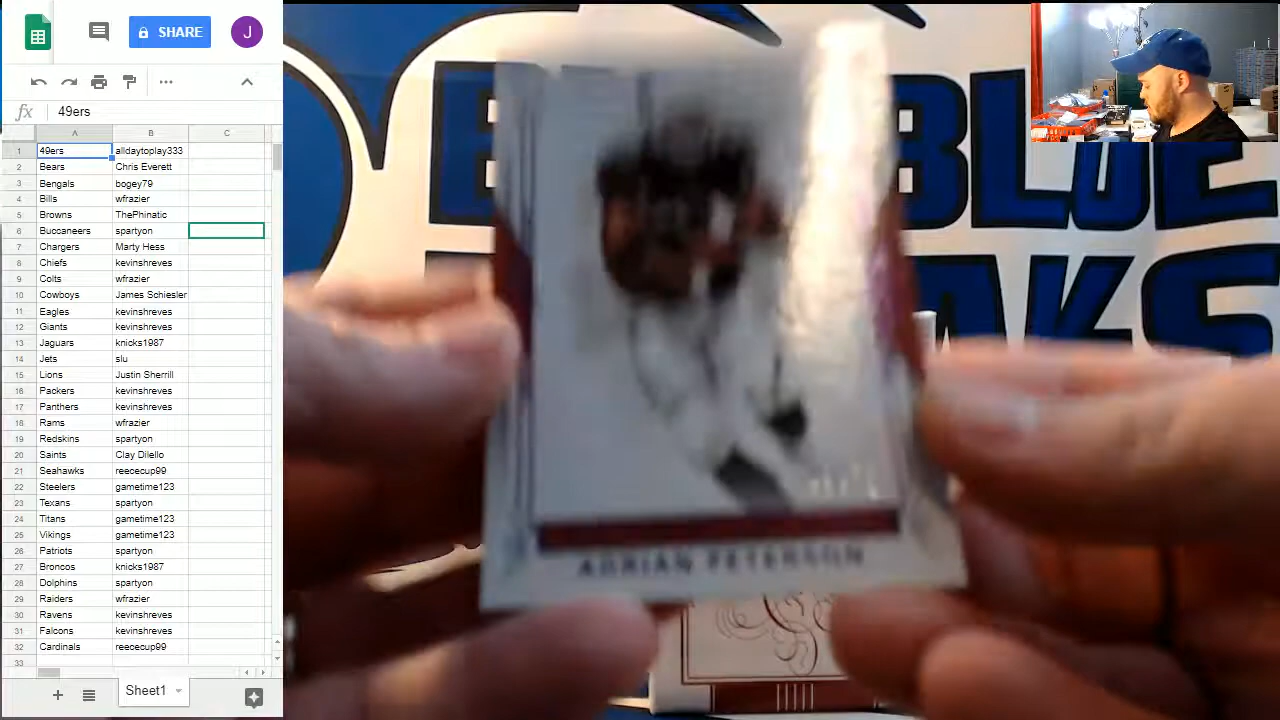 SHARE
J
fx 49ers
A B C
1 49ers alldaytoplay333
2 Bears Chris Everett
3 Bengals bogey79
4 Bills wfrazier
5 Browns ThePhinatic
6 Buccaneers spartyon
7 Chargers Marty Hess
8 Chiefs kevinshreves
9 Colts wfrazier
10 Cowboys James Schiesler
11 Eagles kevinshreves
12 Giants kevinshreves
13 Jaguars knicks1987
14 Jets slu
15 Lions Justin Sherrill
16 Packers kevinshreves
17 Panthers kevinshreves
18 Rams wfrazier
19 Redskins spartyon
20 Saints Clay Dilello
21 Seahawks reececup99
22 Steelers gametime123
23 Texans spartyon
24 Titans gametime123
25 Vikings gametime123
26 Patriots spartyon
27 Broncos knicks1987
28 Dolphins spartyon
29 Raiders wfrazier
30 Ravens kevinshreves
31 Falcons kevinshreves
32 Cardinals reececup99
33
Sheet1
BLUE
ADRIAN PETERSON